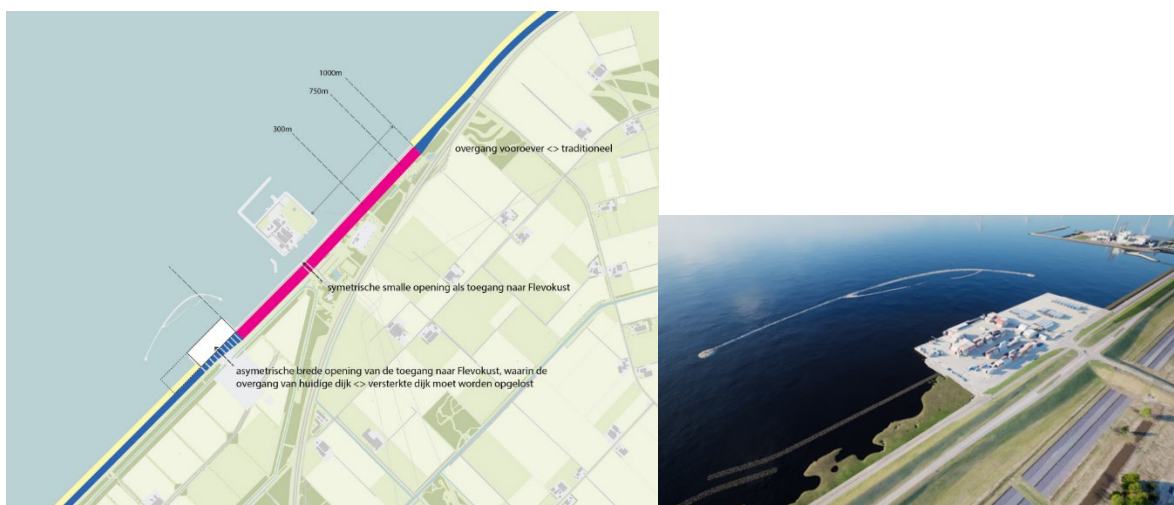 1000m
750m
300m
overgang vooroever <> traditioneel
symetrische smalle opening als toegang naar Flevokust
asymetrische brede opening van de toegang naar Flevokust, waarin de
overgang van huidige dijk <> versterkte dijk moet worden opgelost